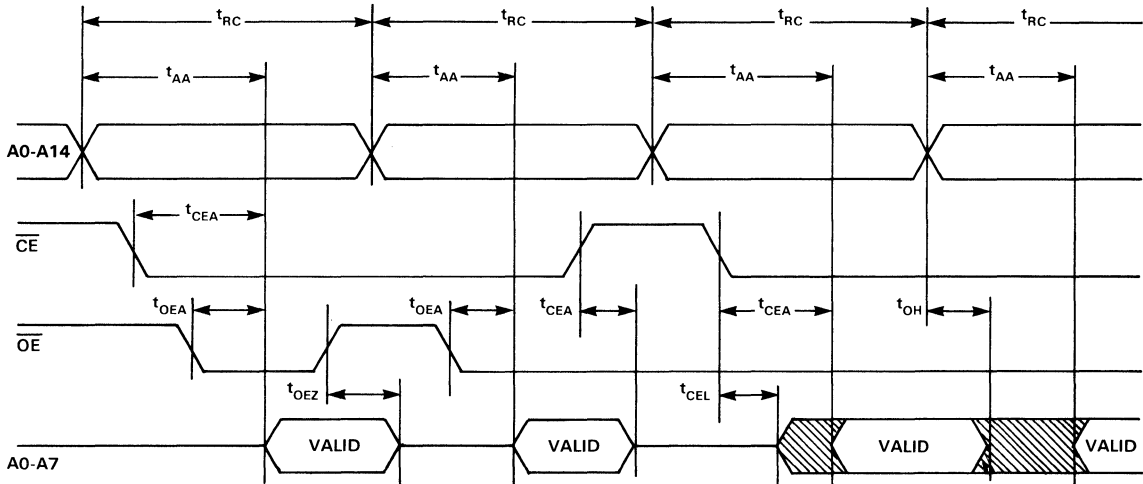 tRC tRC tRC tRC
tAA tAA tAA tAA
A0-A14
tCEA
CE
tOEA tOEA tCEA tCEA tOH
OE
tOEZ tCEL
VALID VALID VALID VALID
A0-A7